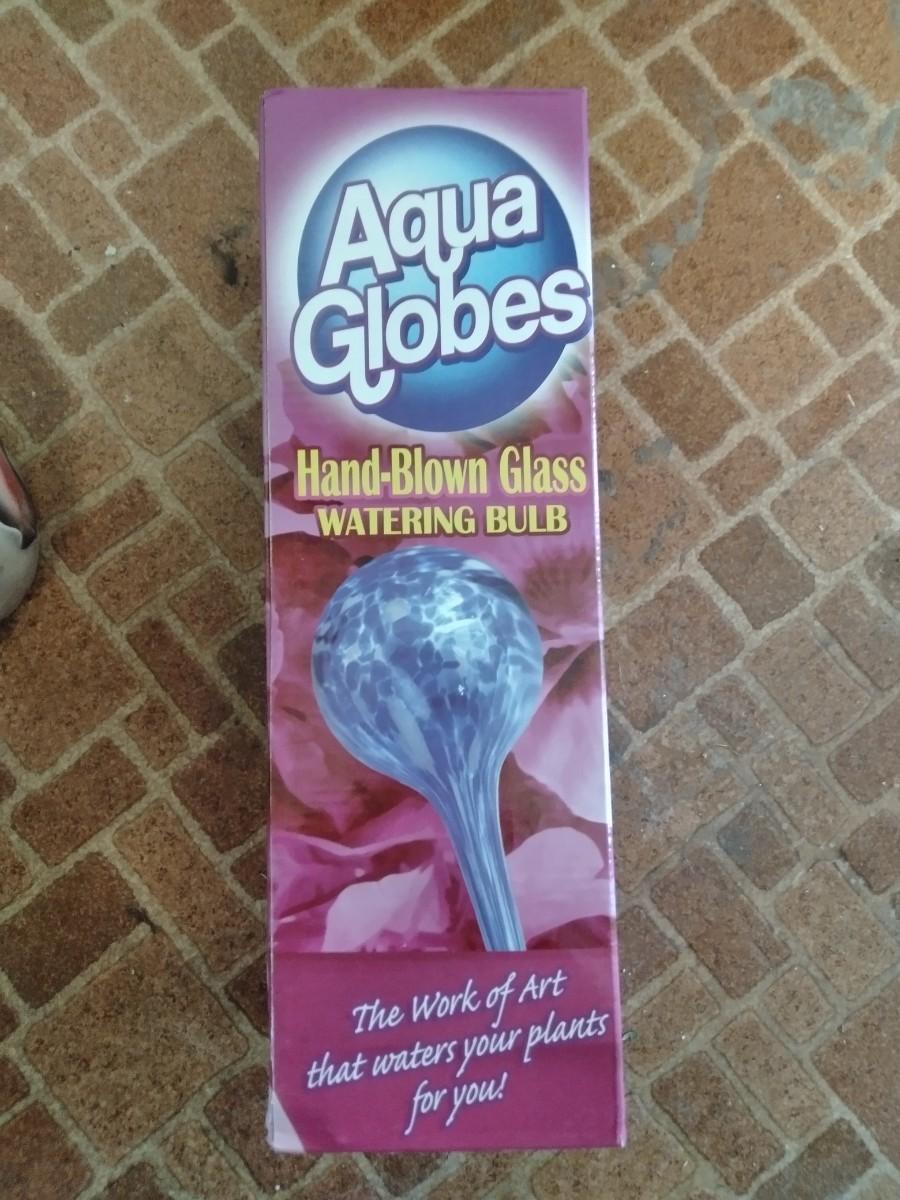 Aqua
Globes
Hand-Blown Glass
WATERING BULB
The Work of Art
that waters your plants
for you!